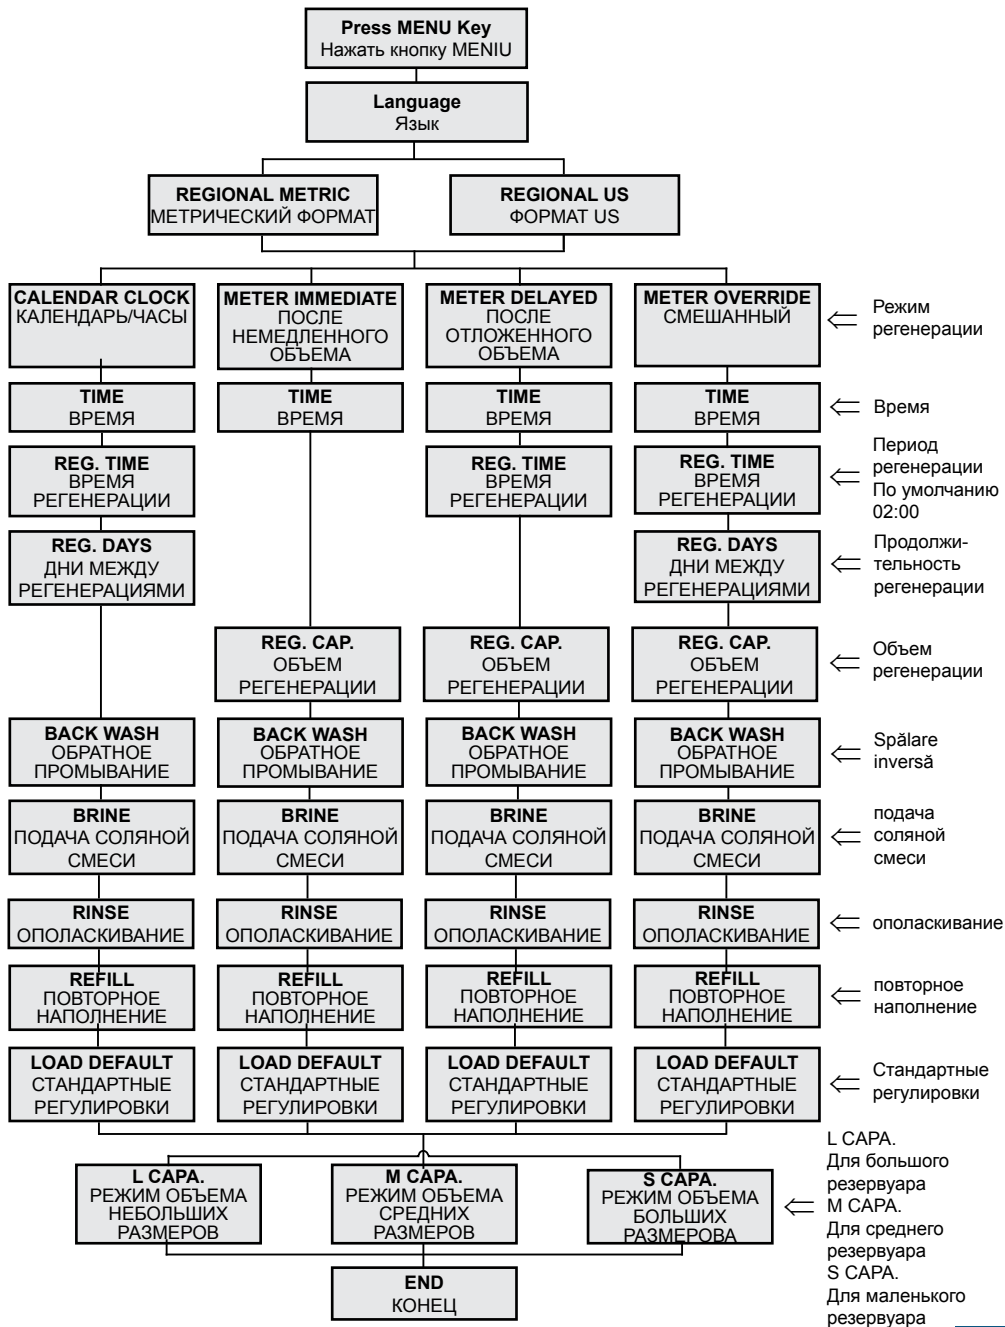 Press MENU Key
Нажать кнопку MENIU
Language
Язык
REGIONAL METRIC
МЕТРИЧЕСКИЙ ФОРМАТ
REGIONAL US
ФОРМАТ US
CALENDAR CLOCK
КАЛЕНДАРЬ/ЧАСЫ
METER IMMEDIATE
ПОСЛЕ
НЕМЕДЛЕННОГО
ОБЪЕМА
METER DELAYED
ПОСЛЕ
ОТЛОЖЕННОГО
ОБЪЕМА
METER OVERRIDE
СМЕШАННЫЙ
Режим
регенерации
TIME
ВРЕМЯ
TIME
ВРЕМЯ
TIME
ВРЕМЯ
TIME
ВРЕМЯ
Время
REG. TIME
ВРЕМЯ
РЕГЕНЕРАЦИИ
REG. TIME
ВРЕМЯ
РЕГЕНЕРАЦИИ
REG. TIME
ВРЕМЯ
РЕГЕНЕРАЦИИ
Период
регенерации
По умолчанию
02:00
REG. DAYS
ДНИ МЕЖДУ
РЕГЕНЕРАЦИЯМИ
REG. DAYS
ДНИ МЕЖДУ
РЕГЕНЕРАЦИЯМИ
Продолжи-
тельность
регенерации
REG. CAP.
ОБЪЕМ
РЕГЕНЕРАЦИИ
REG. CAP.
ОБЪЕМ
РЕГЕНЕРАЦИИ
REG. CAP.
ОБЪЕМ
РЕГЕНЕРАЦИИ
Объем
регенерации
BACK WASH
ОБРАТНОЕ
ПРОМЫВАНИЕ
BACK WASH
ОБРАТНОЕ
ПРОМЫВАНИЕ
BACK WASH
ОБРАТНОЕ
ПРОМЫВАНИЕ
BACK WASH
ОБРАТНОЕ
ПРОМЫВАНИЕ
Spălare
inversă
BRINE
ПОДАЧА СОЛЯНОЙ
СМЕСИ
BRINE
ПОДАЧА СОЛЯНОЙ
СМЕСИ
BRINE
ПОДАЧА СОЛЯНОЙ
СМЕСИ
BRINE
ПОДАЧА СОЛЯНОЙ
СМЕСИ
подача
соляной
смеси
RINSE
ОПОЛАСКИВАНИЕ
RINSE
ОПОЛАСКИВАНИЕ
RINSE
ОПОЛАСКИВАНИЕ
RINSE
ОПОЛАСКИВАНИЕ
ополаскивание
REFILL
ПОВТОРНОЕ
НАПОЛНЕНИЕ
REFILL
ПОВТОРНОЕ
НАПОЛНЕНИЕ
REFILL
ПОВТОРНОЕ
НАПОЛНЕНИЕ
REFILL
ПОВТОРНОЕ
НАПОЛНЕНИЕ
повторное
наполнение
LOAD DEFAULT
СТАНДАРТНЫЕ
РЕГУЛИРОВКИ
LOAD DEFAULT
СТАНДАРТНЫЕ
РЕГУЛИРОВКИ
LOAD DEFAULT
СТАНДАРТНЫЕ
РЕГУЛИРОВКИ
LOAD DEFAULT
СТАНДАРТНЫЕ
РЕГУЛИРОВКИ
Стандартные
регулировки
L CAPA.
РЕЖИМ ОБЪЕМА
НЕБОЛЬШИХ
РАЗМЕРОВ
M CAPA.
РЕЖИМ ОБЪЕМА
СРЕДНИХ
РАЗМЕРОВ
S CAPA.
РЕЖИМ ОБЪЕМА
БОЛЬШИХ
РАЗМЕРОВА
L CAPA.
Для большого
резервуара
M CAPA.
Для среднего
резервуара
S CAPA.
Для маленького
резервуара
END
КОНЕЦ